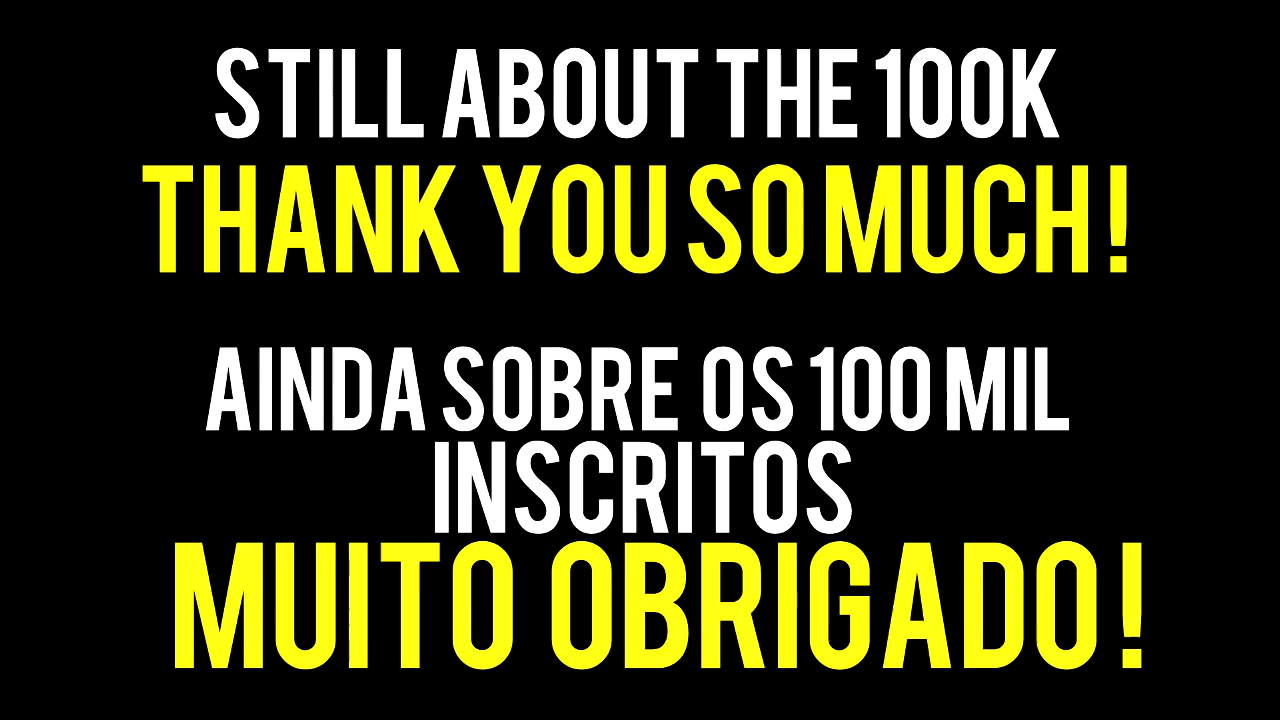 STILL ABOUT THE 100K
THANK YOU SO MUCH!
AINDA SOBRE OS 100 MIL
INSCRITOS
MUITO OBRIGADO!